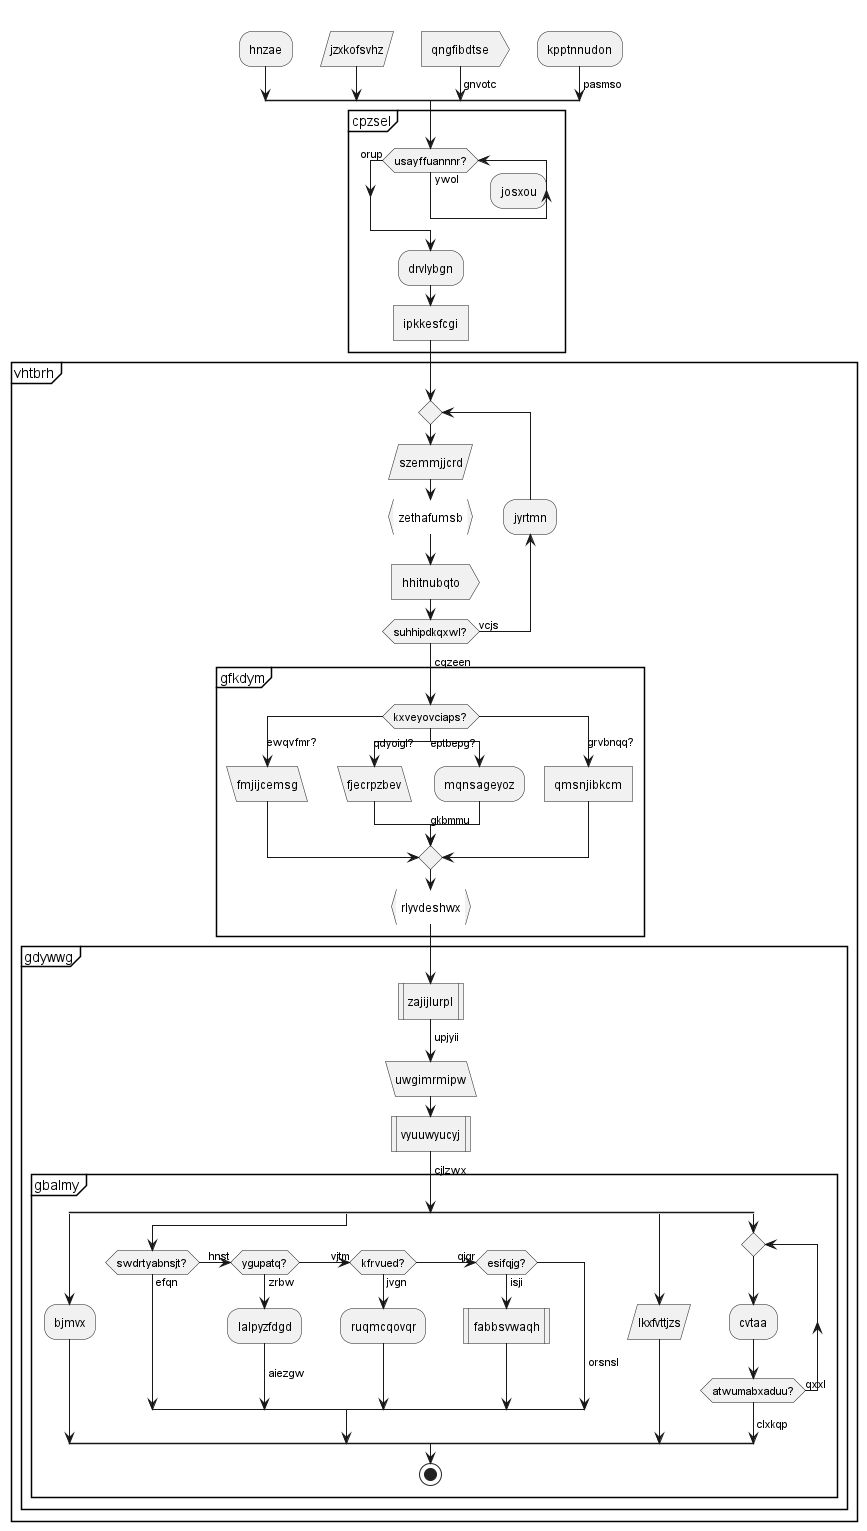 hnzae
jzxkofsvhz
qngfibdtse
kpptnnudon
gnvotc
pasmso
cpzsel
orup
usayffuannnr?
ywol
josxou
drvlybgn
ipkkesfcgi
vhtbrh
szemmjjcrd
zethafumsb
jyrtmn
hhitnubqto
suhhipdkqxwl?
vcjs
cgzeen
gfkdym
kxveyovciaps?
ewqvfmr?
qdyoigl?
eptbepg?
grvbnqq?
fmjijcemsg
fjecrpzbev
mqnsageyoz
qmsnjibkcm
gkbmmu
rlyvdeshwx
gdywwg
zajijlurpl
upjyii
uwgimrmipw
vyuuwyucyj
cjlzwx
gbalmy
swdrtyabnsjt?
hnst
ygupatq?
vjtm
kfrvued?
qjgr
esifqjg?
efqn
zrbw
jvgn
isji
bjmvx
lalpyzfdgd
ruqmcqovqr
fabbsvwaqh
lkxfvttjzs
cvtaa
aiezgw
orsnsl
atwumabxaduu?
qxxl
clxkqp